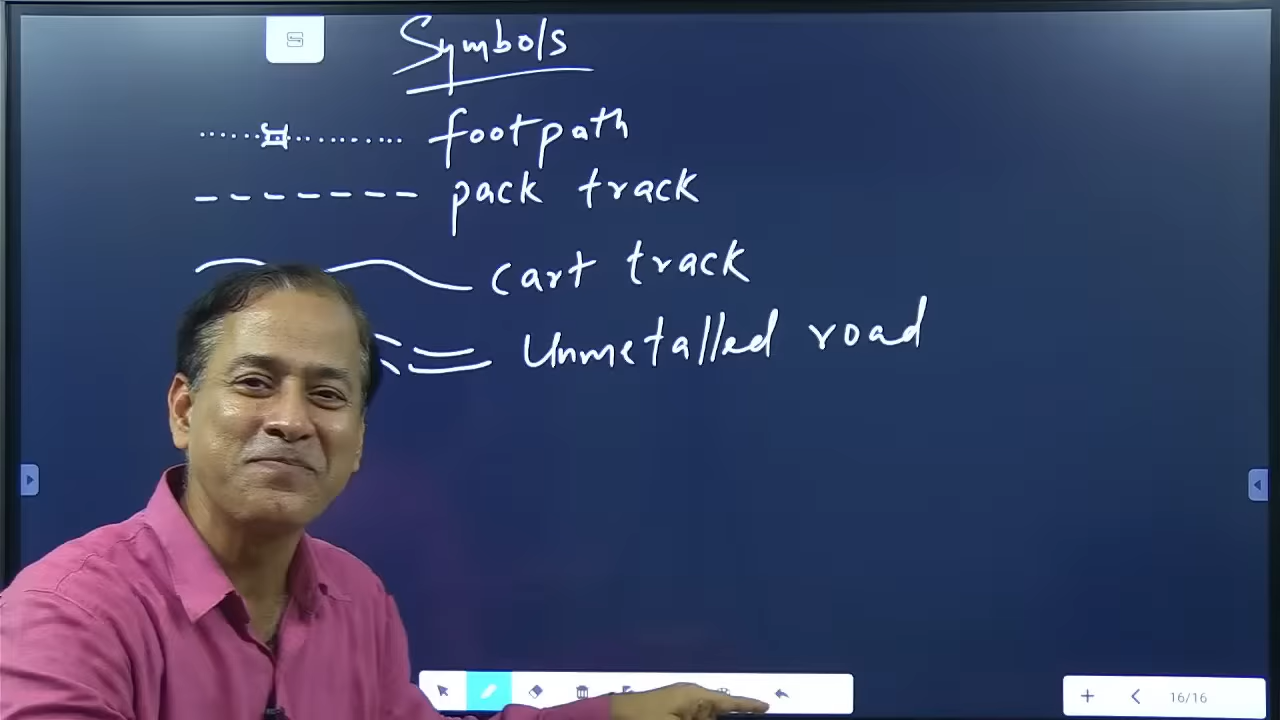 Symbols
footpath
pack track
Cart track
Unmetalled road
16/16